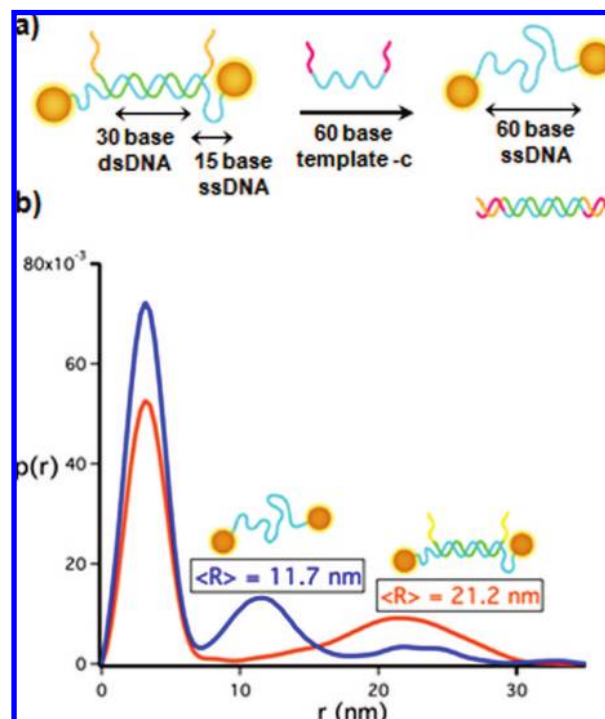 a)
30 base
dsDNA
15 base
ssDNA
60 base
template -c
60 base
ssDNA
b)
80x10-3
60
40
20
0
p(r)
<R> = 11.7 nm
<R> = 21.2 nm
0
10
20
30
r (nm)